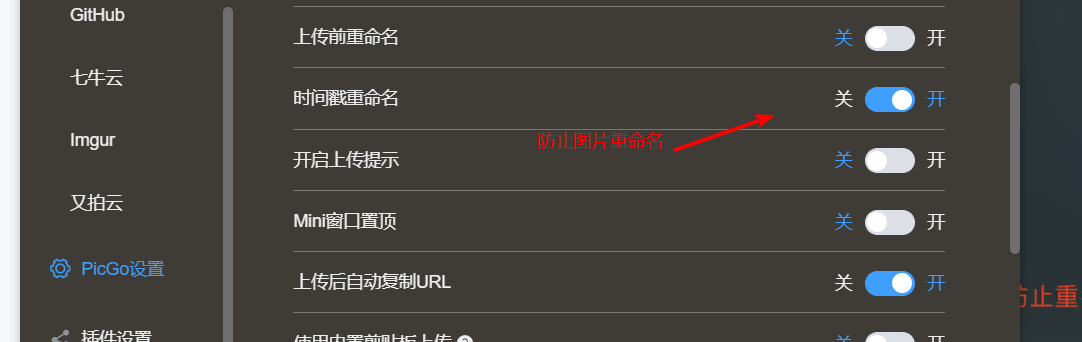 GitHub
七牛云
Imgur
又拍云
PicGo设置
插件设置
上传前重命名 关 开
时间戳重命名 关 开
防止图片重命名
开启上传提示 关 开
Mini窗口置顶 关 开
上传后自动复制URL 关 开
使用内置剪贴板上传 关 开
防止重